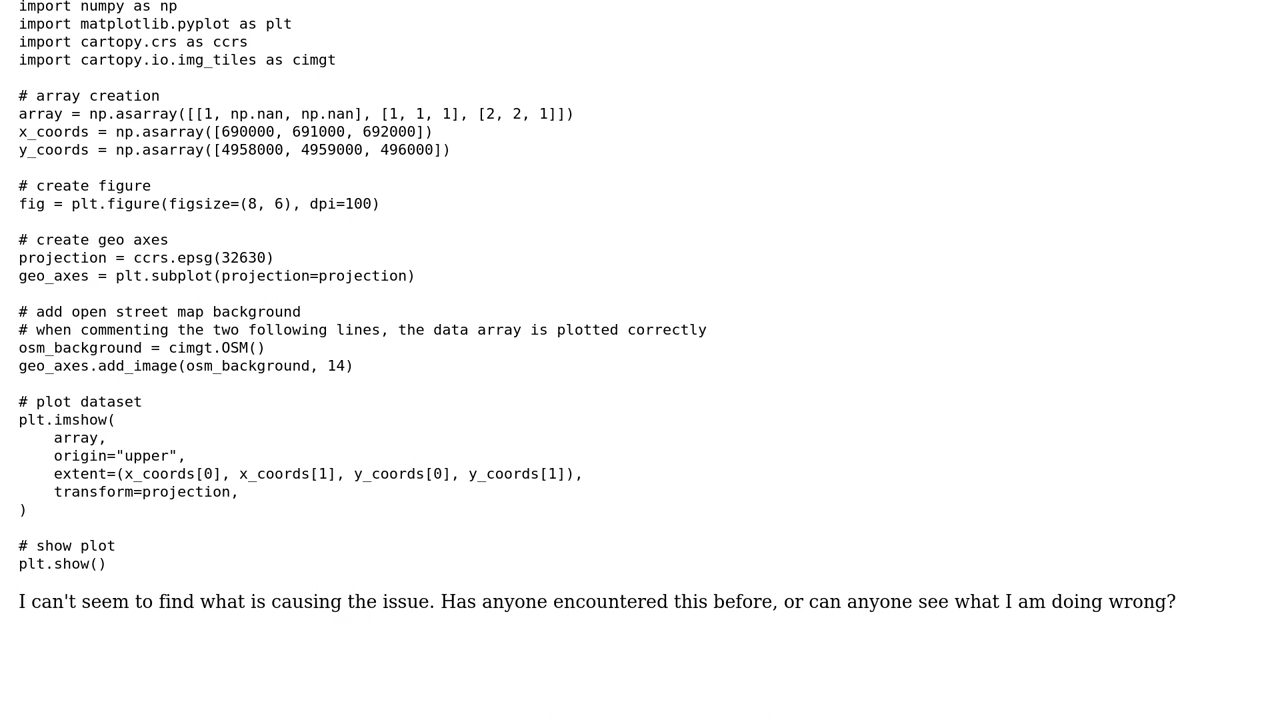 import numpy as np
import matplotlib.pyplot as plt
import cartopy.crs as ccrs
import cartopy.io.img_tiles as cimgt

# array creation
array = np.asarray([[1, np.nan, np.nan], [1, 1, 1], [2, 2, 1]])
x_coords = np.asarray([690000, 691000, 692000])
y_coords = np.asarray([4958000, 4959000, 496000])

# create figure
fig = plt.figure(figsize=(8, 6), dpi=100)

# create geo axes
projection = ccrs.epsg(32630)
geo_axes = plt.subplot(projection=projection)

# add open street map background
# when commenting the two following lines, the data array is plotted correctly
osm_background = cimgt.OSM()
geo_axes.add_image(osm_background, 14)

# plot dataset
plt.imshow(
    array,
    origin="upper",
    extent=(x_coords[0], x_coords[1], y_coords[0], y_coords[1]),
    transform=projection,
)

# show plot
plt.show()

I can't seem to find what is causing the issue. Has anyone encountered this before, or can anyone see what I am doing wrong?